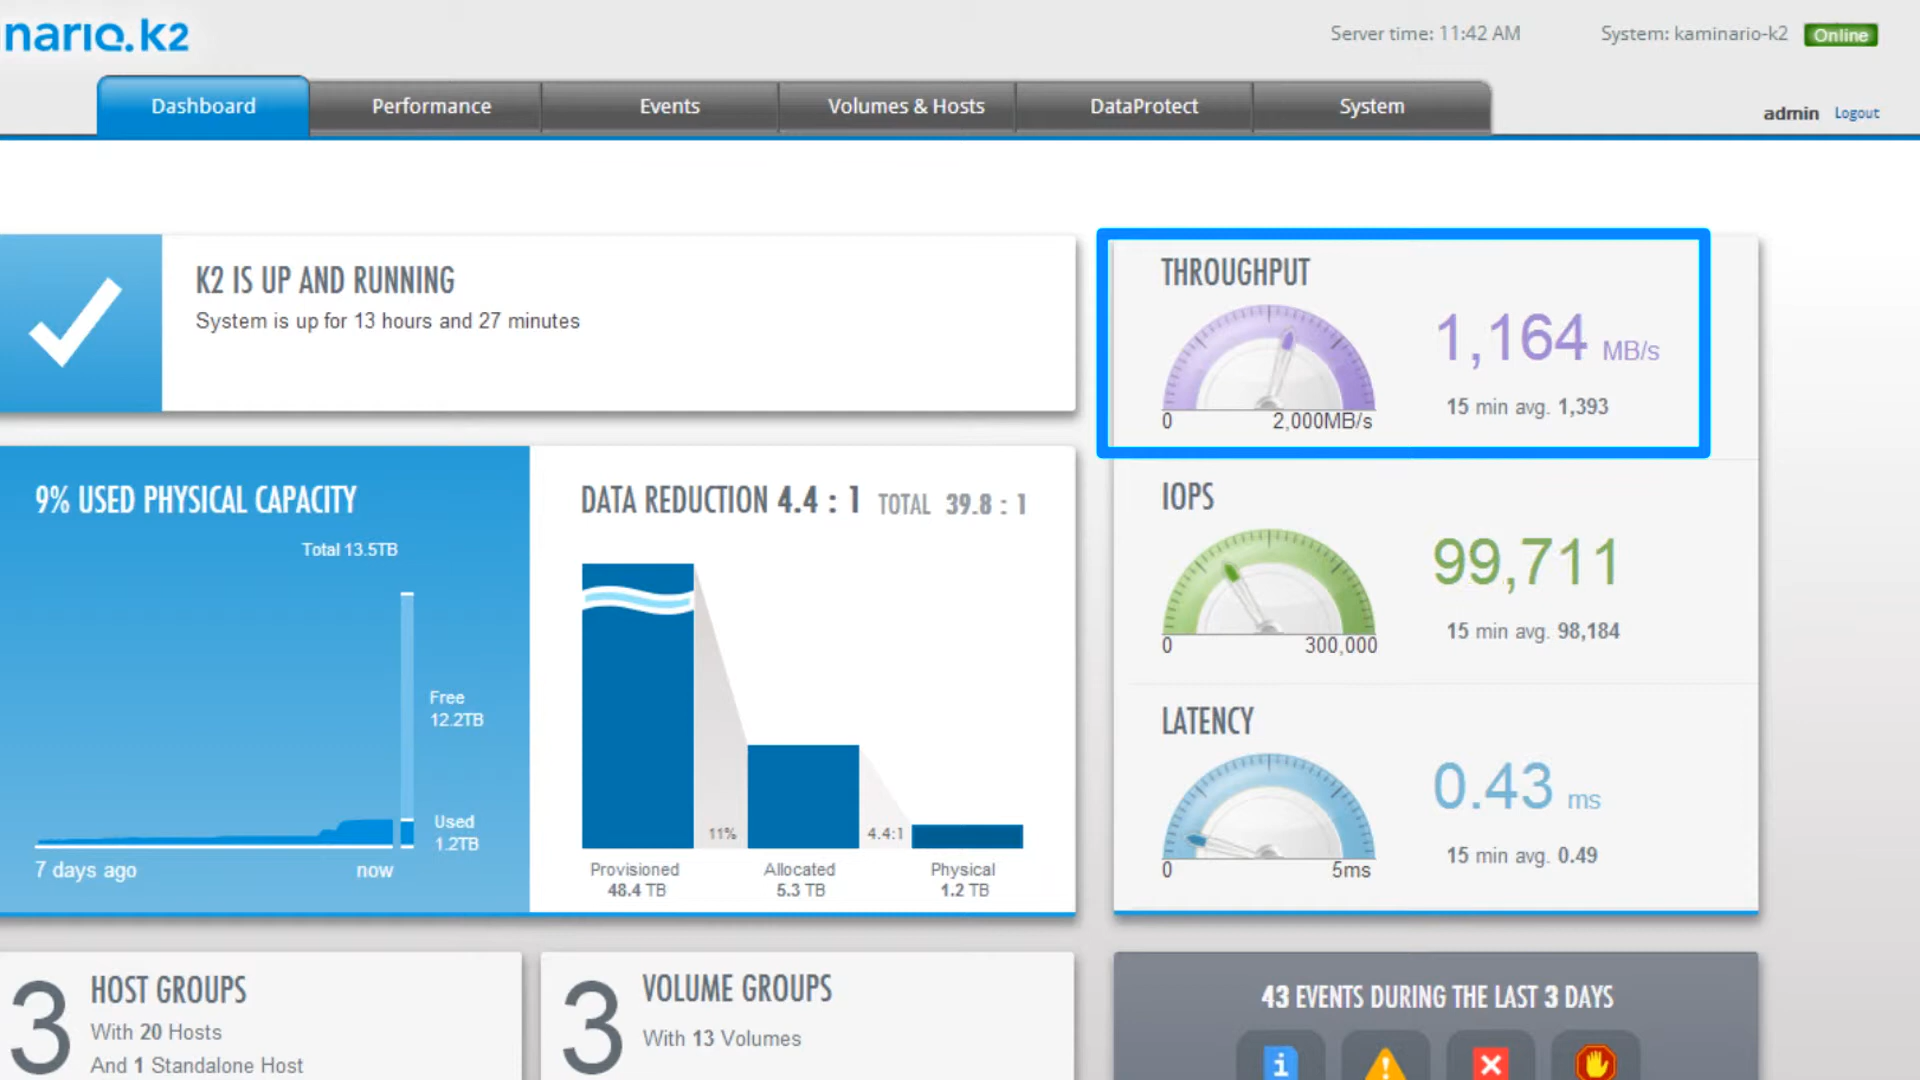 nario.k2
Server time: 11:42 AM
System: kaminario-k2
Online
Dashboard
Performance
Events
Volumes & Hosts
DataProtect
System
admin
Logout
K2 IS UP AND RUNNING
System is up for 13 hours and 27 minutes
THROUGHPUT
1,164 MB/s
15 min avg. 1,393
0
2,000MB/s
9% USED PHYSICAL CAPACITY
Total 13.5TB
Free
12.2TB
Used
1.2TB
7 days ago
now
DATA REDUCTION 4.4 : 1 TOTAL 39.8 : 1
11%
4.4:1
Provisioned
48.4 TB
Allocated
5.3 TB
Physical
1.2 TB
IOPS
99,711
15 min avg. 98,184
0
300,000
LATENCY
0.43 ms
15 min avg. 0.49
0
5ms
3
HOST GROUPS
With 20 Hosts
And 1 Standalone Host
3
VOLUME GROUPS
With 13 Volumes
43 EVENTS DURING THE LAST 3 DAYS